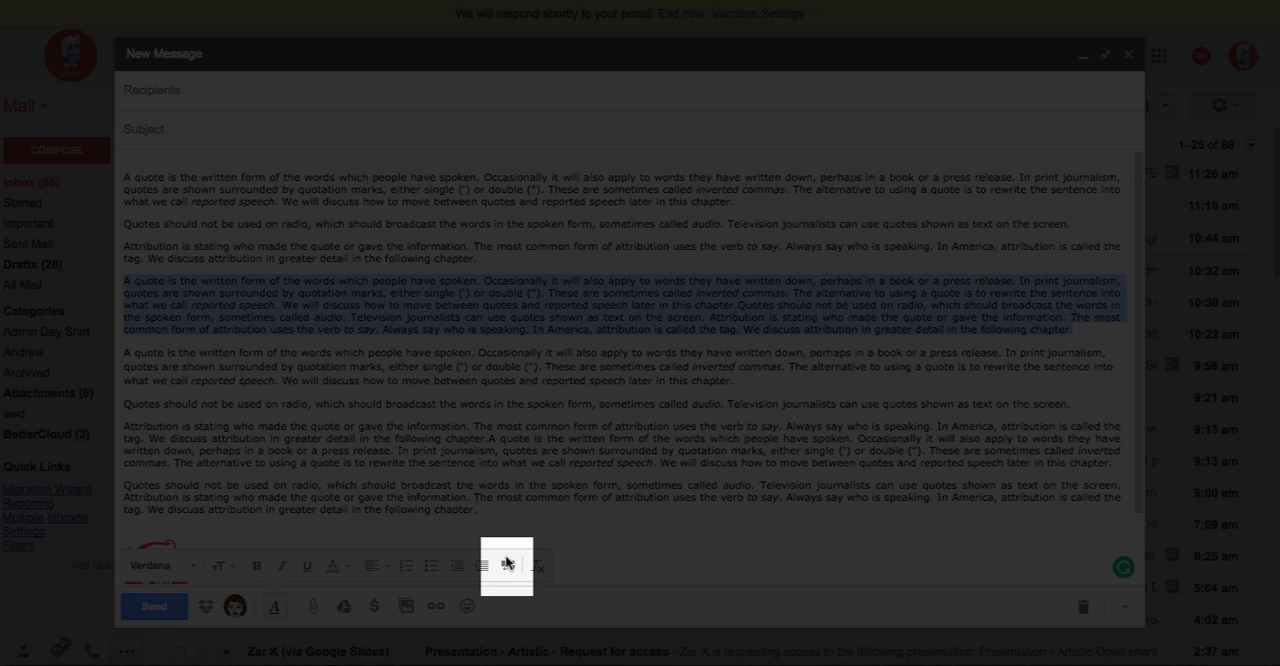 We will respond shortly to your email! End now Vacation Settings
New Message
Mail
Recipients
Subject
COMPOSE
1–25 of 86
Inbox (86)
Starred
Important
Sent Mail
Drafts (28)
All Mail
Categories
Admin Day Shirt
Andrew
Archived
Attachments (8)
awd
BetterCloud (3)
Quick Links
Migration Wizard
Reporting
Multiple Inboxes
Settings
Filters
A quote is the written form of the words which people have spoken. Occasionally it will also apply to words they have written down, perhaps in a book or a press release. In print journalism,
quotes are shown surrounded by quotation marks, either single (') or double ("). These are sometimes called inverted commas. The alternative to using a quote is to rewrite the sentence into
what we call reported speech. We will discuss how to move between quotes and reported speech later in this chapter.
Quotes should not be used on radio, which should broadcast the words in the spoken form, sometimes called audio. Television journalists can use quotes shown as text on the screen.
Attribution is stating who made the quote or gave the information. The most common form of attribution uses the verb to say. Always say who is speaking. In America, attribution is called the
tag. We discuss attribution in greater detail in the following chapter.
A quote is the written form of the words which people have spoken. Occasionally it will also apply to words they have written down, perhaps in a book or a press release. In print journalism,
quotes are shown surrounded by quotation marks, either single (') or double ("). These are sometimes called inverted commas. The alternative to using a quote is to rewrite the sentence into
what we call reported speech. We will discuss how to move between quotes and reported speech later in this chapter.Quotes should not be used on radio, which should broadcast the words in
the spoken form, sometimes called audio. Television journalists can use quotes shown as text on the screen. Attribution is stating who made the quote or gave the information. The most
common form of attribution uses the verb to say. Always say who is speaking. In America, attribution is called the tag. We discuss attribution in greater detail in the following chapter.
A quote is the written form of the words which people have spoken. Occasionally it will also apply to words they have written down, perhaps in a book or a press release. In print journalism,
quotes are shown surrounded by quotation marks, either single (') or double ("). These are sometimes called inverted commas. The alternative to using a quote is to rewrite the sentence into
what we call reported speech. We will discuss how to move between quotes and reported speech later in this chapter.
Quotes should not be used on radio, which should broadcast the words in the spoken form, sometimes called audio. Television journalists can use quotes shown as text on the screen.
Attribution is stating who made the quote or gave the information. The most common form of attribution uses the verb to say. Always say who is speaking. In America, attribution is called the
tag. We discuss attribution in greater detail in the following chapter.A quote is the written form of the words which people have spoken. Occasionally it will also apply to words they have
written down, perhaps in a book or a press release. In print journalism, quotes are shown surrounded by quotation marks, either single (') or double ("). These are sometimes called inverted
commas. The alternative to using a quote is to rewrite the sentence into what we call reported speech. We will discuss how to move between quotes and reported speech later in this chapter.
Quotes should not be used on radio, which should broadcast the words in the spoken form, sometimes called audio. Television journalists can use quotes shown as text on the screen.
Attribution is stating who made the quote or gave the information. The most common form of attribution uses the verb to say. Always say who is speaking. In America, attribution is called the
tag. We discuss attribution in greater detail in the following chapter.
11:26 am
11:10 am
10:44 am
10:32 am
10:30 am
10:22 am
9:56 am
9:21 am
9:13 am
9:13 am
9:00 am
7:09 am
6:25 am
5:04 am
4:02 am
Verdana
B I U A
Send
Zar K (via Google Slides) Presentation - Artistic - Request for access - Zar K is requesting access to the following presentation: Presentation - Artistic Open 2:37 am